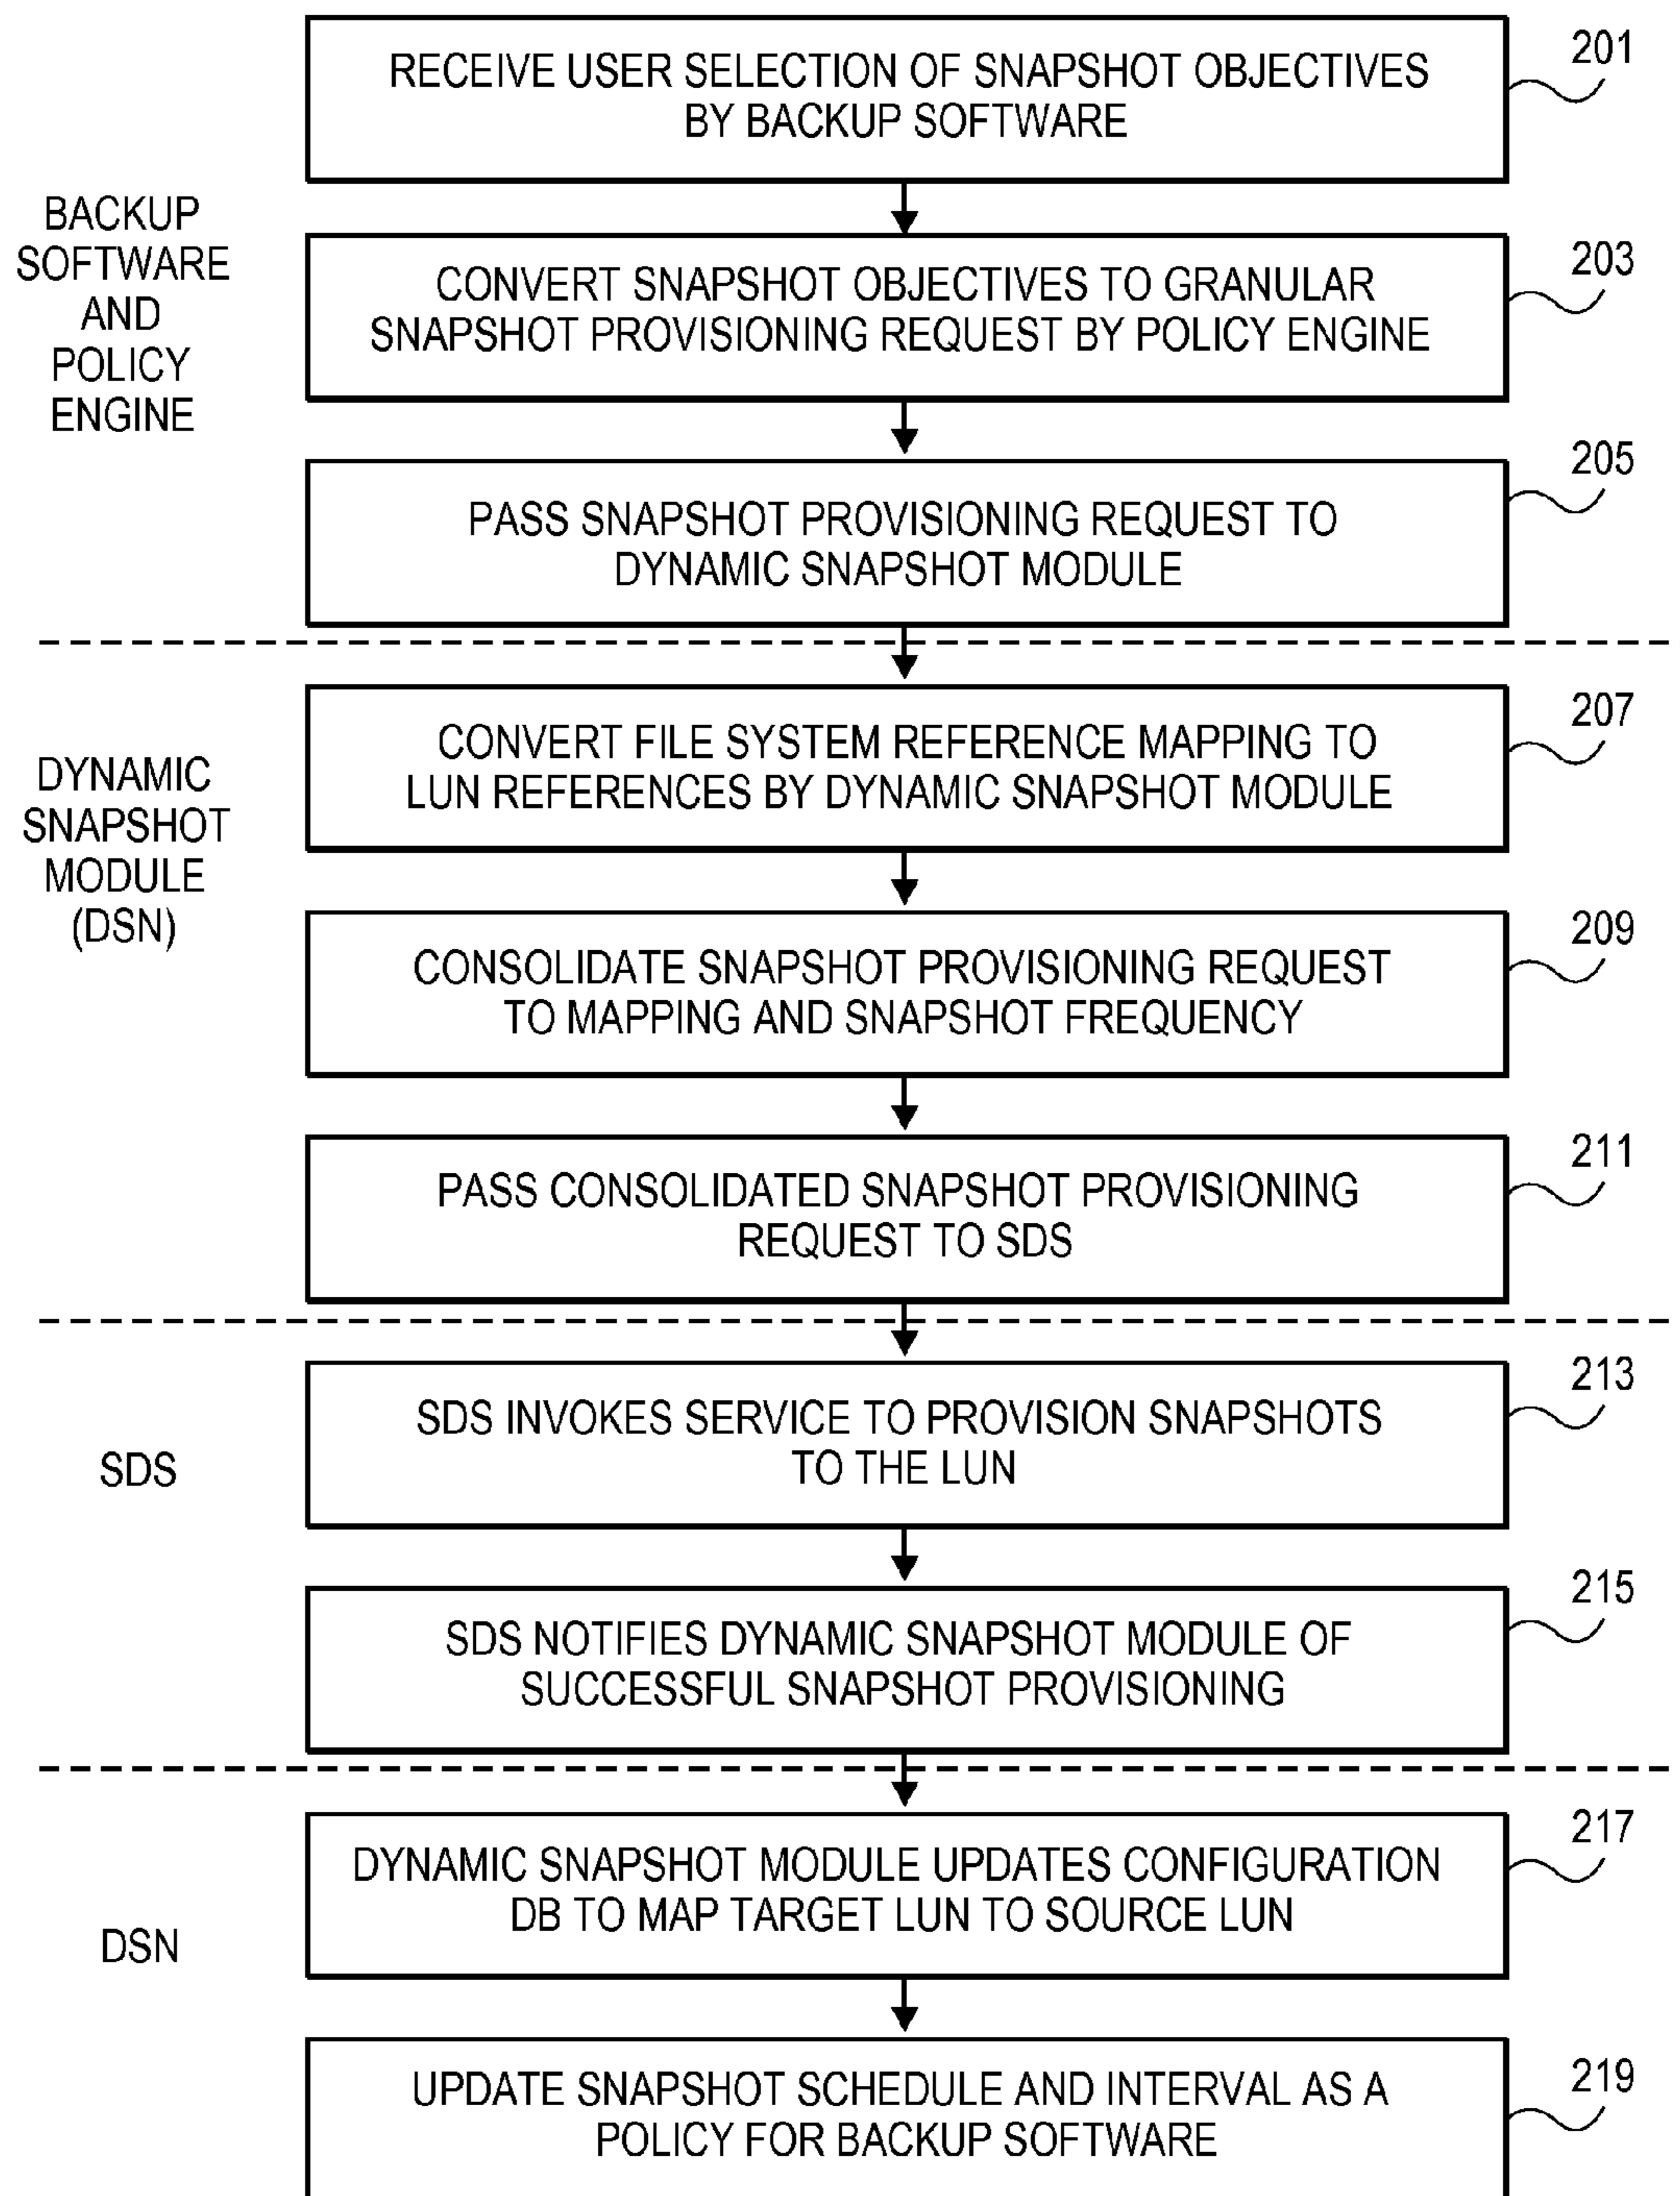 RECEIVE USER SELECTION OF SNAPSHOT OBJECTIVES
BY BACKUP SOFTWARE
201
BACKUP
SOFTWARE
AND
POLICY
ENGINE
CONVERT SNAPSHOT OBJECTIVES TO GRANULAR
SNAPSHOT PROVISIONING REQUEST BY POLICY ENGINE
203
PASS SNAPSHOT PROVISIONING REQUEST TO
DYNAMIC SNAPSHOT MODULE
205
DYNAMIC
SNAPSHOT
MODULE
(DSN)
CONVERT FILE SYSTEM REFERENCE MAPPING TO
LUN REFERENCES BY DYNAMIC SNAPSHOT MODULE
207
CONSOLIDATE SNAPSHOT PROVISIONING REQUEST
TO MAPPING AND SNAPSHOT FREQUENCY
209
PASS CONSOLIDATED SNAPSHOT PROVISIONING
REQUEST TO SDS
211
SDS
SDS INVOKES SERVICE TO PROVISION SNAPSHOTS
TO THE LUN
213
SDS NOTIFIES DYNAMIC SNAPSHOT MODULE OF
SUCCESSFUL SNAPSHOT PROVISIONING
215
DSN
DYNAMIC SNAPSHOT MODULE UPDATES CONFIGURATION
DB TO MAP TARGET LUN TO SOURCE LUN
217
UPDATE SNAPSHOT SCHEDULE AND INTERVAL AS A
POLICY FOR BACKUP SOFTWARE
219